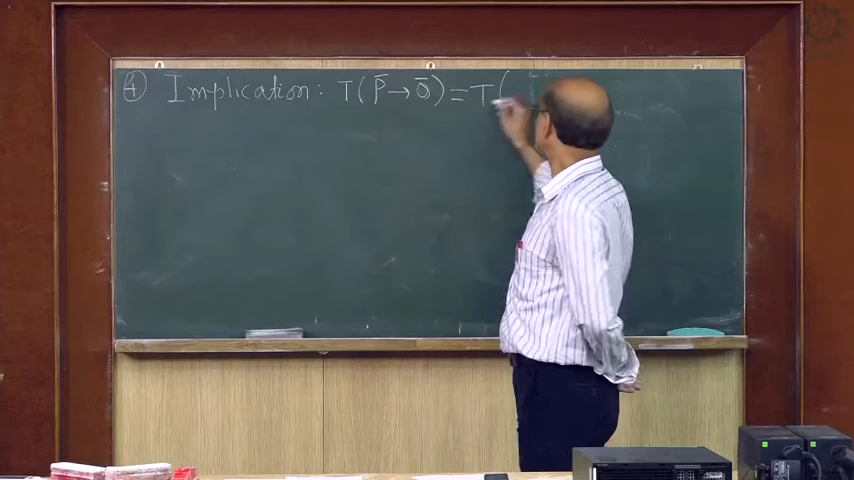 ④ Implication : T(P̅ → Q̅) = T(